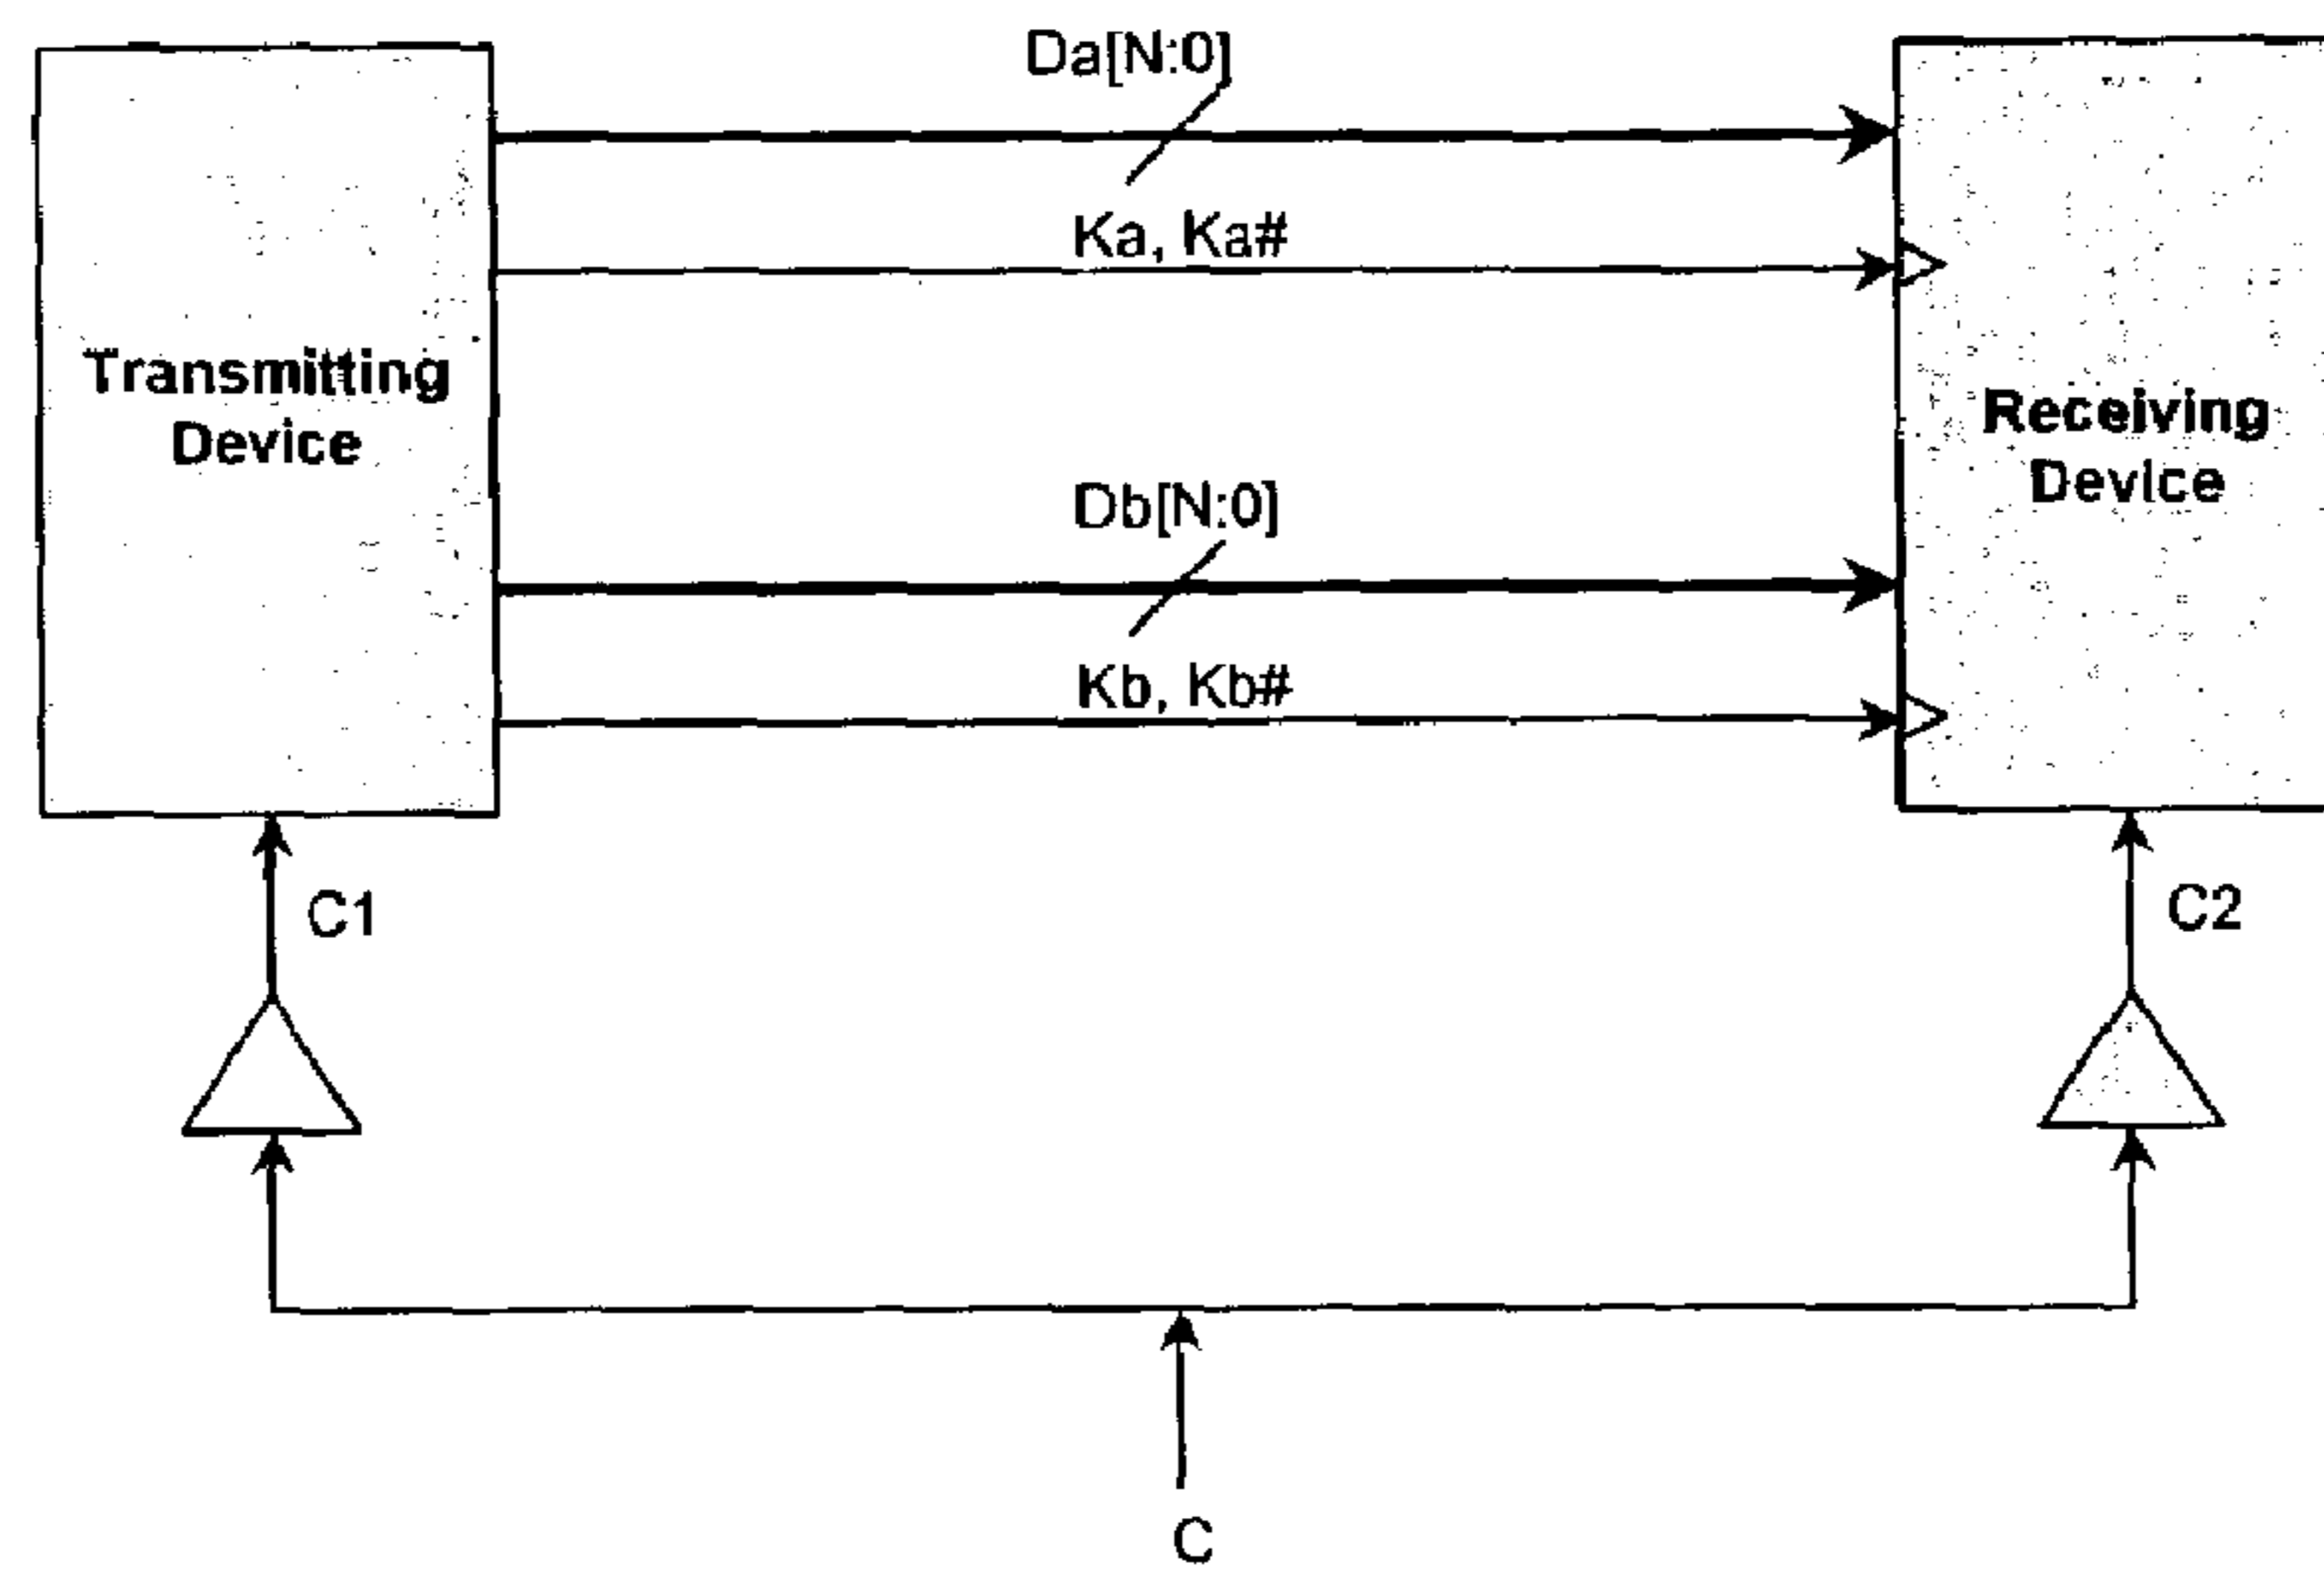 Da[N:0]
Ka, Ka#
Transmitting
Device
Receiving
Device
Db[N:0]
Kb, Kb#
C1
C2
C